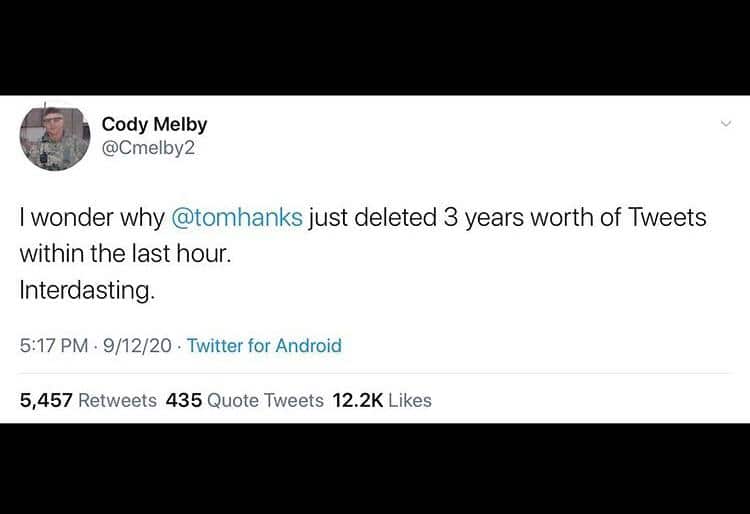 Cody Melby
@Cmelby2
I wonder why @tomhanks just deleted 3 years worth of Tweets
within the last hour.
Interdasting.
5:17 PM · 9/12/20 · Twitter for Android
5,457 Retweets 435 Quote Tweets 12.2K Likes